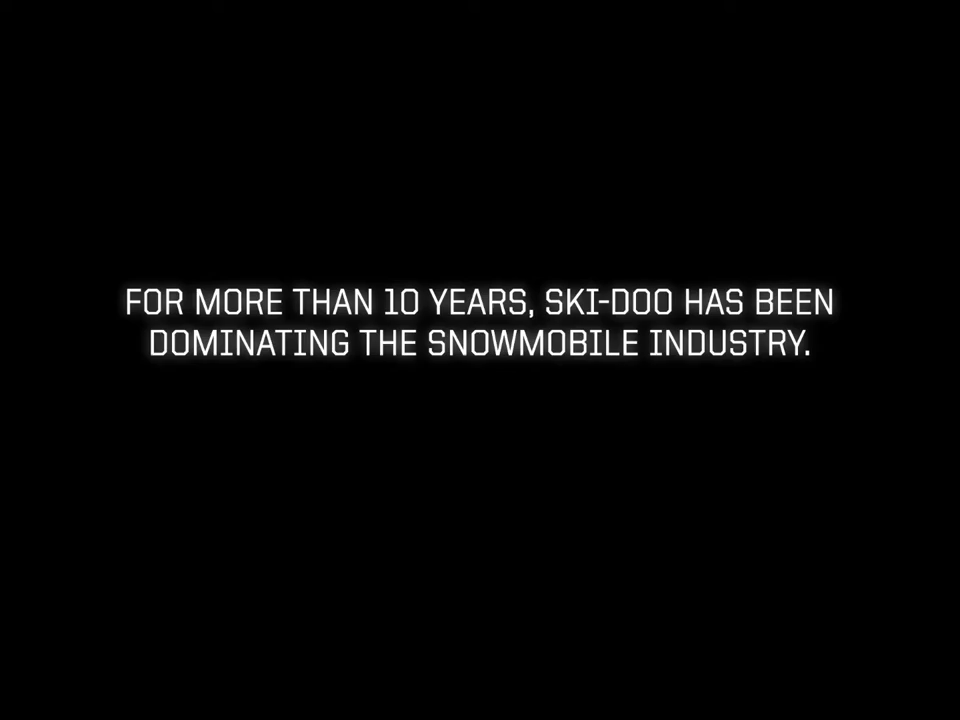 FOR MORE THAN 10 YEARS, SKI-DOO HAS BEEN
DOMINATING THE SNOWMOBILE INDUSTRY.